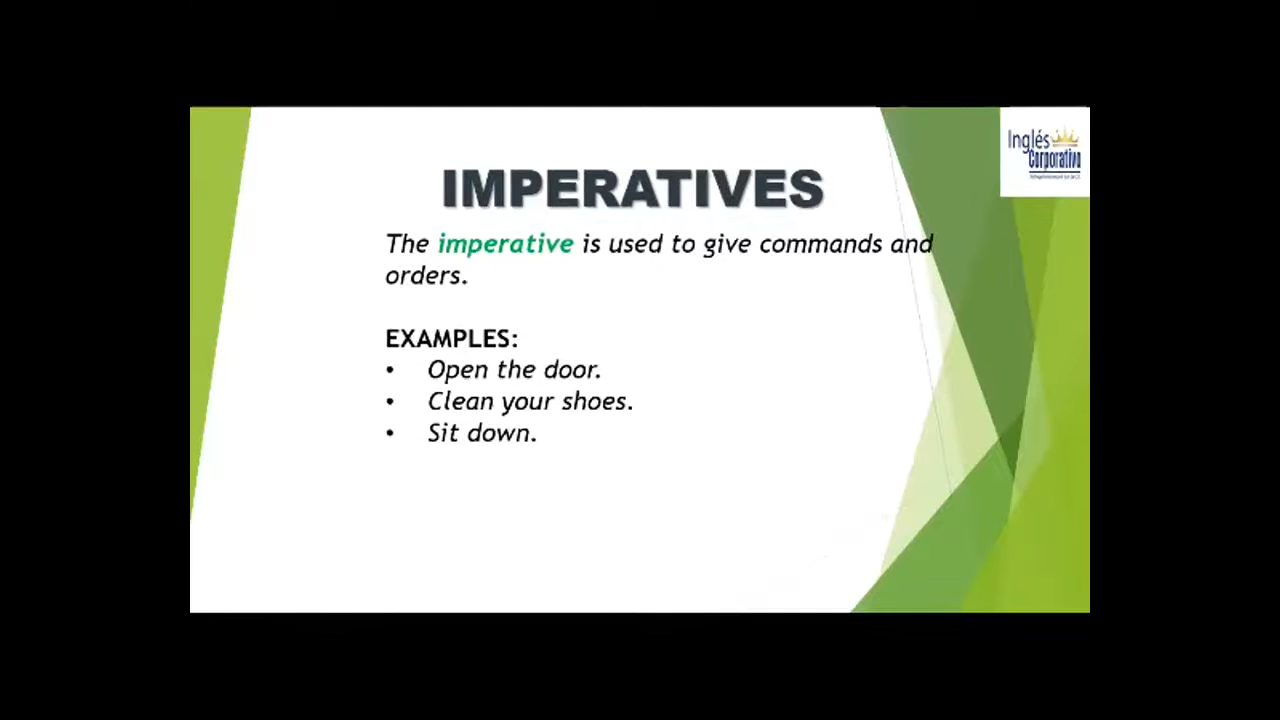 Inglés
Corporativo
IMPERATIVES
The imperative is used to give commands and
orders.
EXAMPLES:
• Open the door.
• Clean your shoes.
• Sit down.